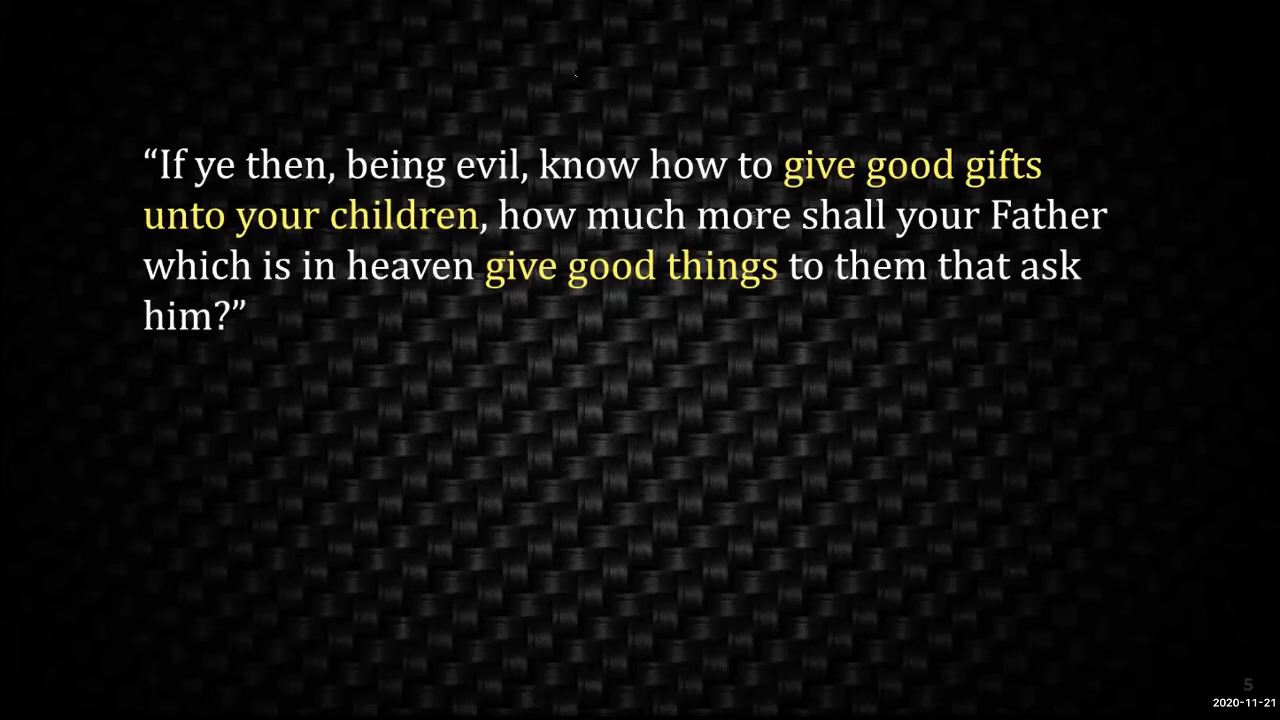 “If ye then, being evil, know how to give good gifts
unto your children, how much more shall your Father
which is in heaven give good things to them that ask
him?”
5
2020-11-21